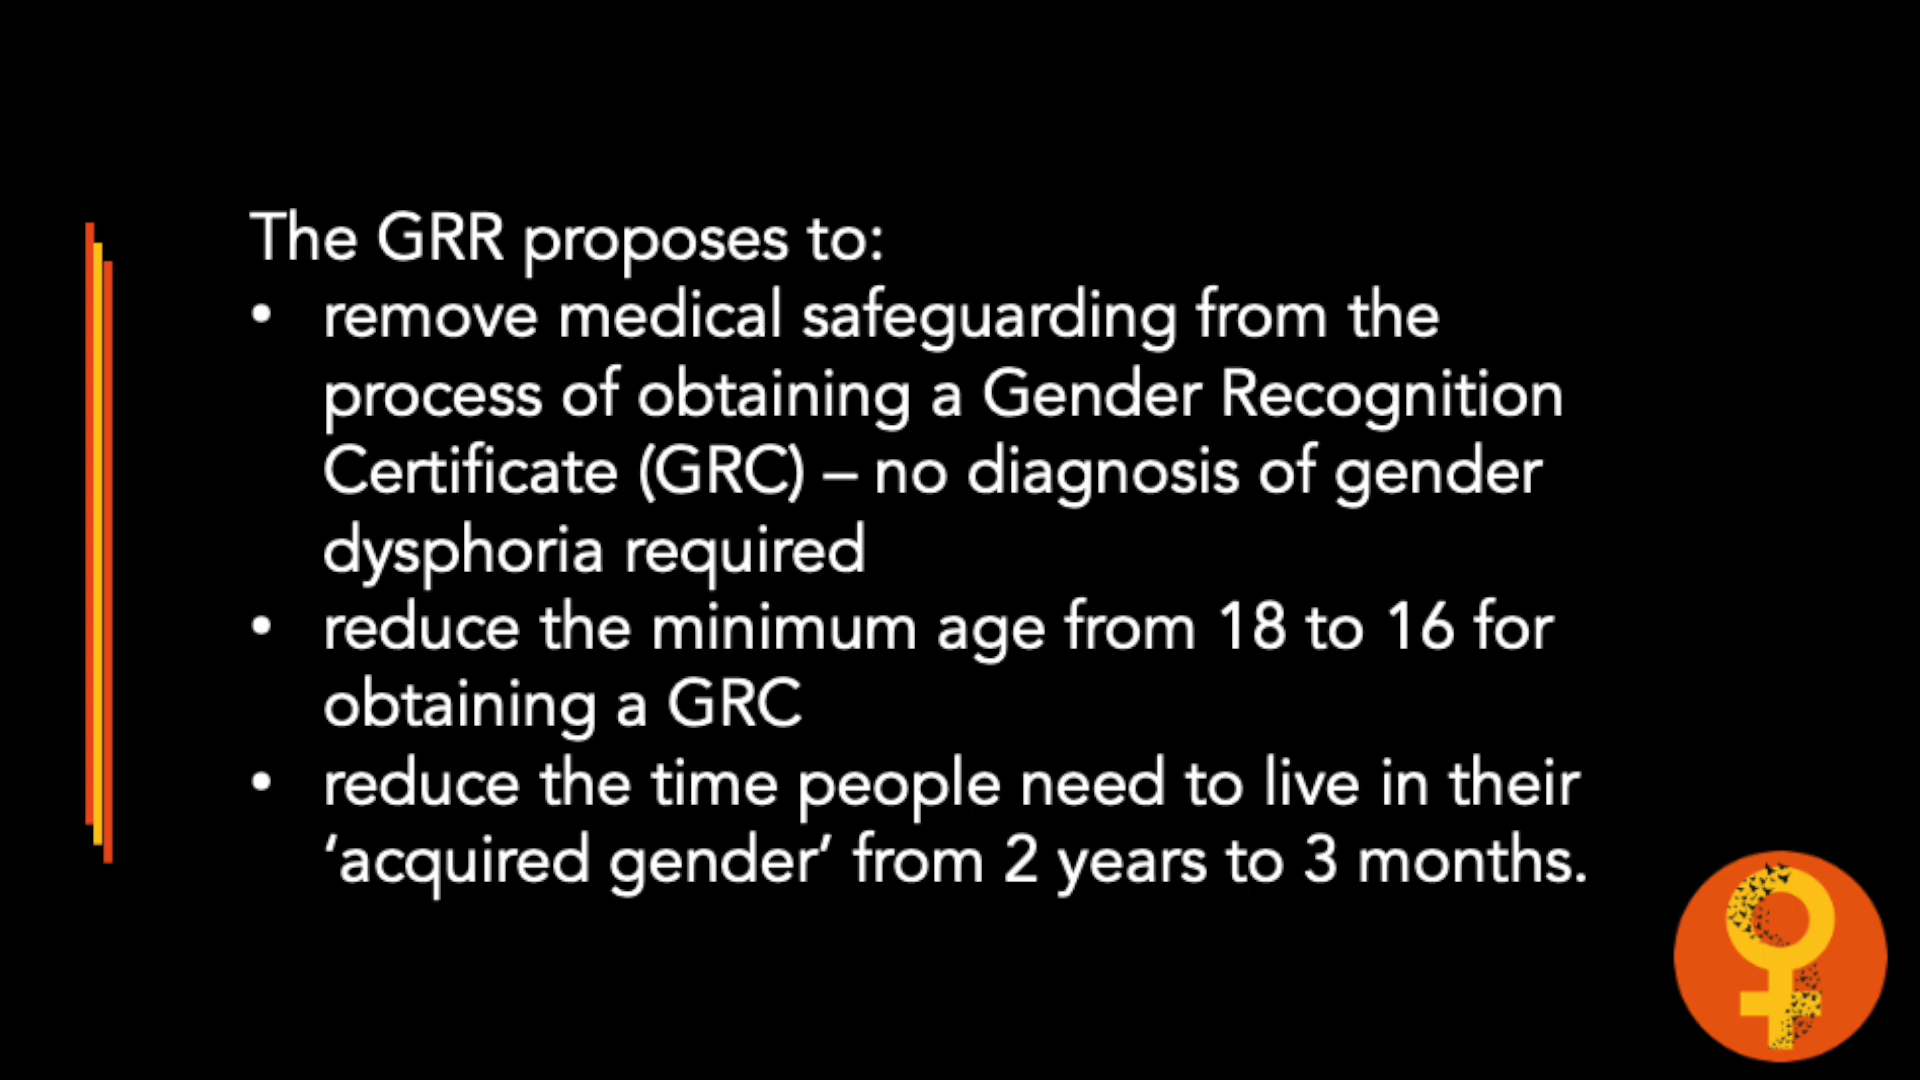 The GRR proposes to:
• remove medical safeguarding from the
process of obtaining a Gender Recognition
Certificate (GRC) – no diagnosis of gender
dysphoria required
• reduce the minimum age from 18 to 16 for
obtaining a GRC
• reduce the time people need to live in their
‘acquired gender’ from 2 years to 3 months.